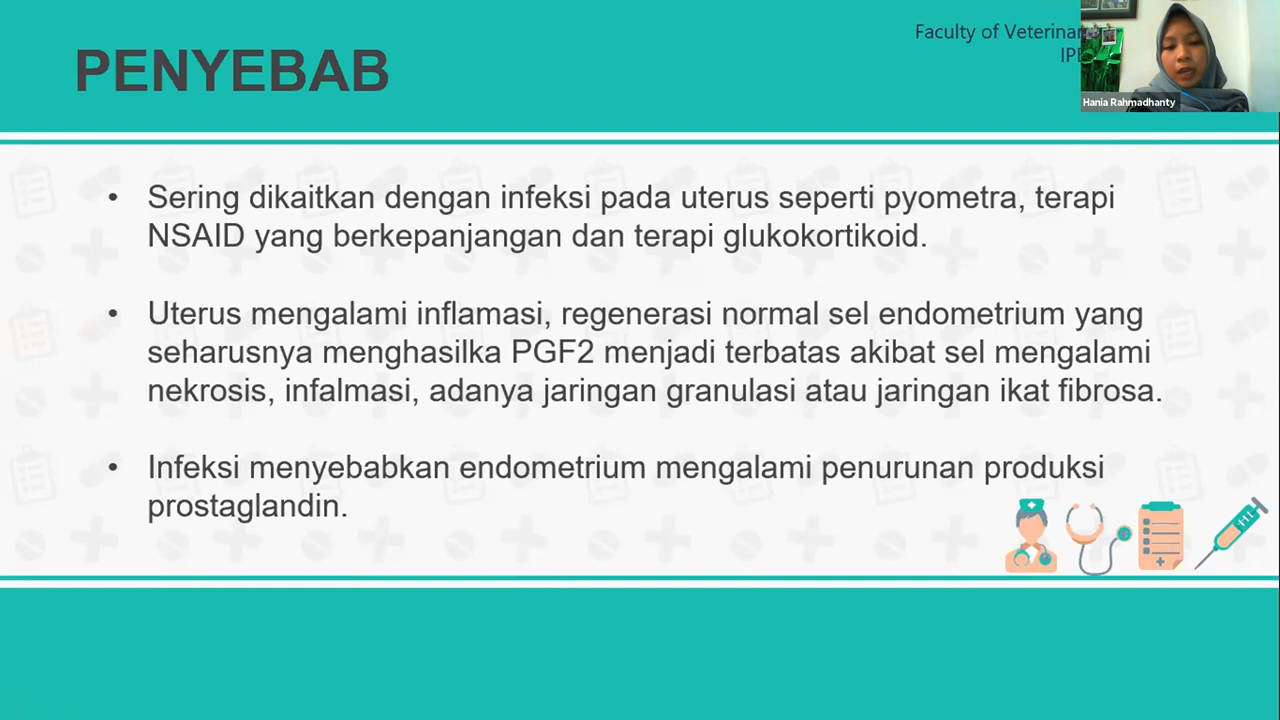 PENYEBAB
Faculty of Veterinar
Hania Rahmadhanty
• Sering dikaitkan dengan infeksi pada uterus seperti pyometra, terapi
NSAID yang berkepanjangan dan terapi glukokortikoid.
• Uterus mengalami inflamasi, regenerasi normal sel endometrium yang
seharusnya menghasilka PGF2 menjadi terbatas akibat sel mengalami
nekrosis, infalmasi, adanya jaringan granulasi atau jaringan ikat fibrosa.
• Infeksi menyebabkan endometrium mengalami penurunan produksi
prostaglandin.